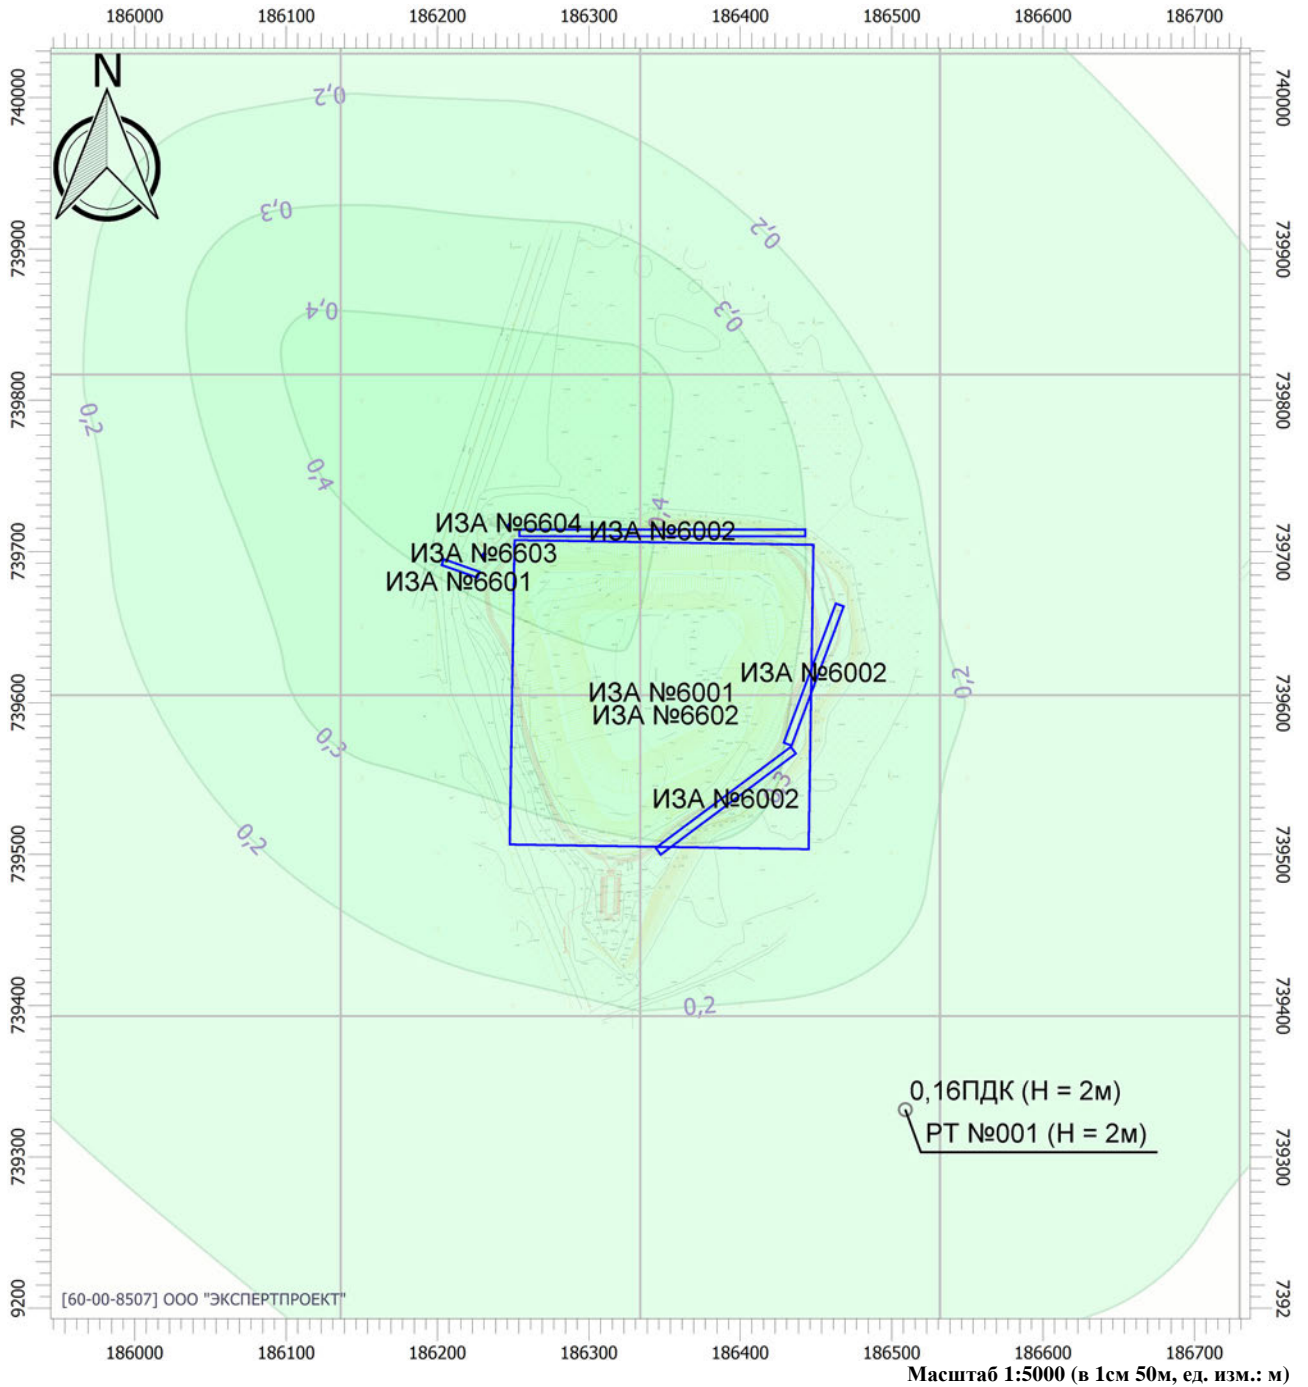 186000 186100 186200 186300 186400 186500 186600 186700
N
740000 740000
0,2
0,3
0,2
739900 739900
0,4
0,3
739800 739800
0,2
0,4
0,4
ИЗА №6604 ИЗА №6002
739700 739700
ИЗА №6603
ИЗА №6601
ИЗА №6002
0,2
ИЗА №6001
739600 739600
ИЗА №6602
0,3
0,3
ИЗА №6002
0,2
739500 739500
0,2
739400 739400
0,16ПДК (Н = 2м)
РТ №001 (Н = 2м)
739300 739300
[60-00-8507] ООО "ЭКСПЕРТПРОЕКТ"
9200 7392
186000 186100 186200 186300 186400 186500 186600 186700
Масштаб 1:5000 (в 1см 50м, ед. изм.: м)